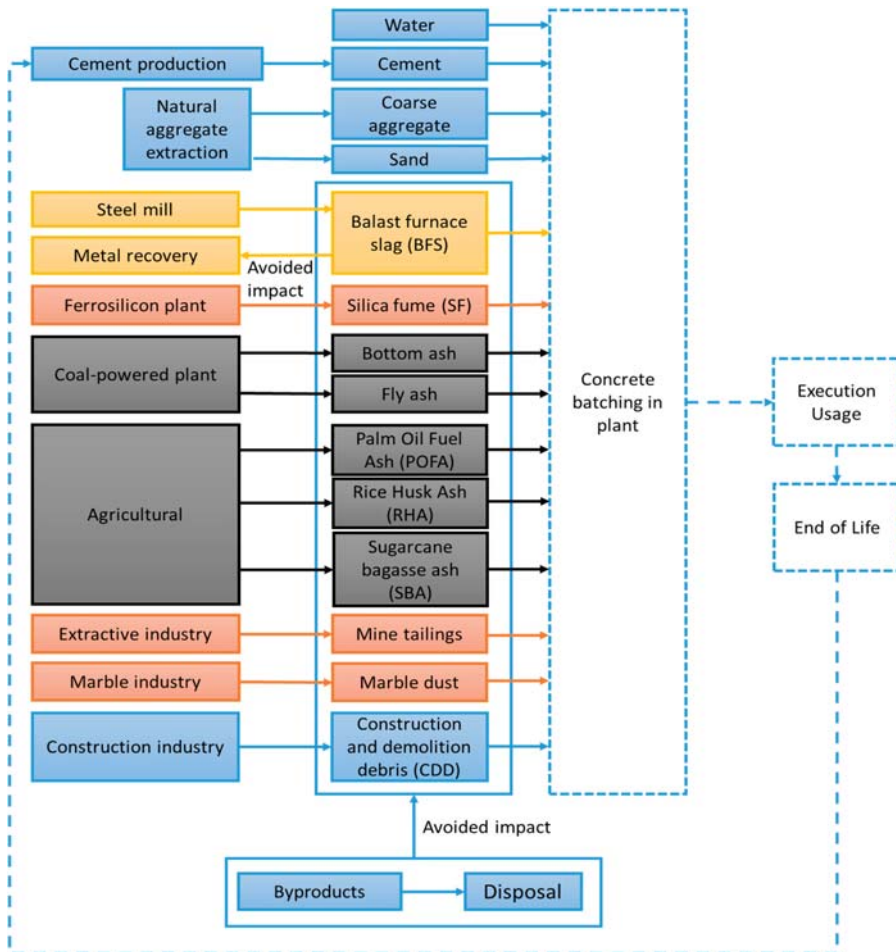 Water
Cement production
Cement
Natural
aggregate
extraction
Coarse
aggregate
Sand
Steel mill
Balast furnace
slag (BFS)
Metal recovery
Avoided
impact
Ferrosilicon plant
Silica fume (SF)
Coal-powered plant
Bottom ash
Fly ash
Concrete
batching in
plant
Execution
Usage
Agricultural
Palm Oil Fuel
Ash (POFA)
Rice Husk Ash
(RHA)
Sugarcane
bagasse ash
(SBA)
End of Life
Extractive industry
Mine tailings
Marble industry
Marble dust
Construction industry
Construction
and demolition
debris (CDD)
Avoided impact
Byproducts
Disposal